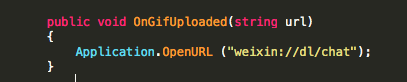 public void OnGifUploaded(string url)
{
Application.OpenURL ("weixin://dl/chat");
}